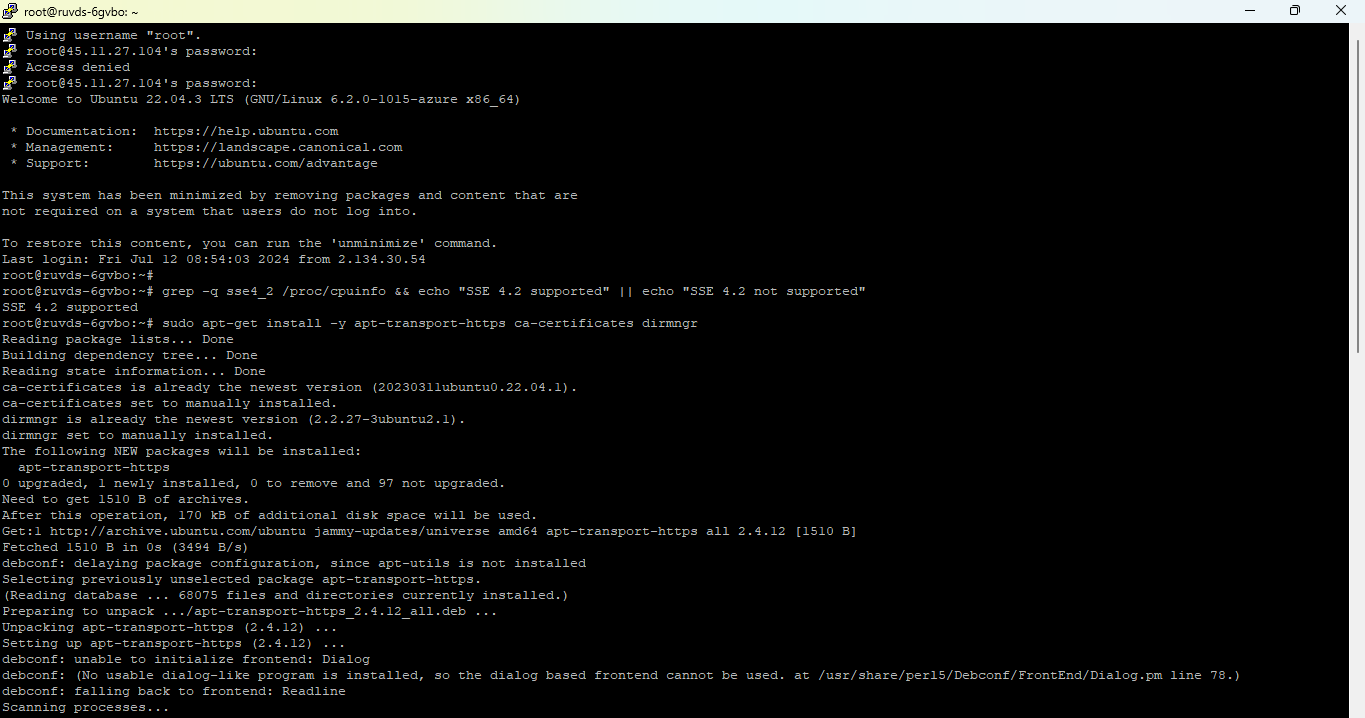 root@ruvds-6gvbo: ~
Using username "root".
root@45.11.27.104's password:
Access denied
root@45.11.27.104's password:
Welcome to Ubuntu 22.04.3 LTS (GNU/Linux 6.2.0-1015-azure x86_64)
* Documentation:  https://help.ubuntu.com
* Management:     https://landscape.canonical.com
* Support:        https://ubuntu.com/advantage
This system has been minimized by removing packages and content that are
not required on a system that users do not log into.
To restore this content, you can run the 'unminimize' command.
Last login: Fri Jul 12 08:54:03 2024 from 2.134.30.54
root@ruvds-6gvbo:~#
root@ruvds-6gvbo:~# grep -q sse4_2 /proc/cpuinfo && echo "SSE 4.2 supported" || echo "SSE 4.2 not supported"
SSE 4.2 supported
root@ruvds-6gvbo:~# sudo apt-get install -y apt-transport-https ca-certificates dirmngr
Reading package lists... Done
Building dependency tree... Done
Reading state information... Done
ca-certificates is already the newest version (20230311ubuntu0.22.04.1).
ca-certificates set to manually installed.
dirmngr is already the newest version (2.2.27-3ubuntu2.1).
dirmngr set to manually installed.
The following NEW packages will be installed:
  apt-transport-https
0 upgraded, 1 newly installed, 0 to remove and 97 not upgraded.
Need to get 1510 B of archives.
After this operation, 170 kB of additional disk space will be used.
Get:1 http://archive.ubuntu.com/ubuntu jammy-updates/universe amd64 apt-transport-https all 2.4.12 [1510 B]
Fetched 1510 B in 0s (3494 B/s)
debconf: delaying package configuration, since apt-utils is not installed
Selecting previously unselected package apt-transport-https.
(Reading database ... 68075 files and directories currently installed.)
Preparing to unpack .../apt-transport-https_2.4.12_all.deb ...
Unpacking apt-transport-https (2.4.12) ...
Setting up apt-transport-https (2.4.12) ...
debconf: unable to initialize frontend: Dialog
debconf: (No usable dialog-like program is installed, so the dialog based frontend cannot be used. at /usr/share/perl5/Debconf/FrontEnd/Dialog.pm line 78.)
debconf: falling back to frontend: Readline
Scanning processes...